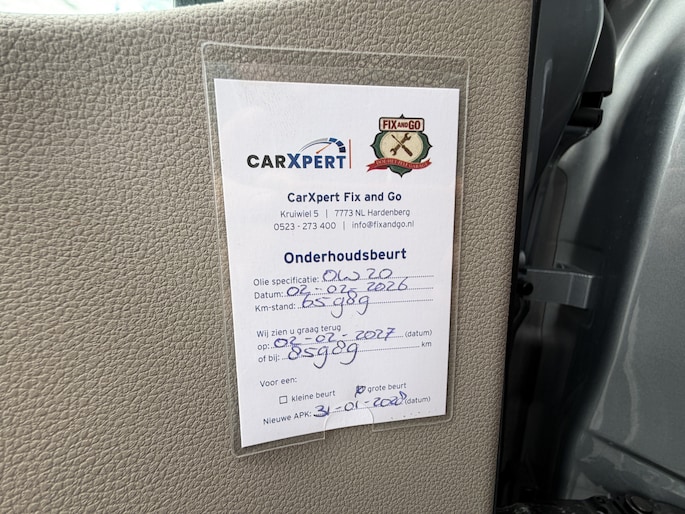 CARXPERT
FIX AND GO
CarXpert Fix and Go
Kruiwiel 5 | 7773 NL Hardenberg
0523 - 273 400 | info@fixandgo.nl
Onderhoudsbeurt
Olie specificatie: 0W20
Datum: 02-02-2026
Km-stand: 65989
Wij zien u graag terug
op: 02-02-2027 (datum)
of bij: 85989 km
Voor een:
kleine beurt grote beurt
Nieuwe APK: 31-01-2028 (datum)